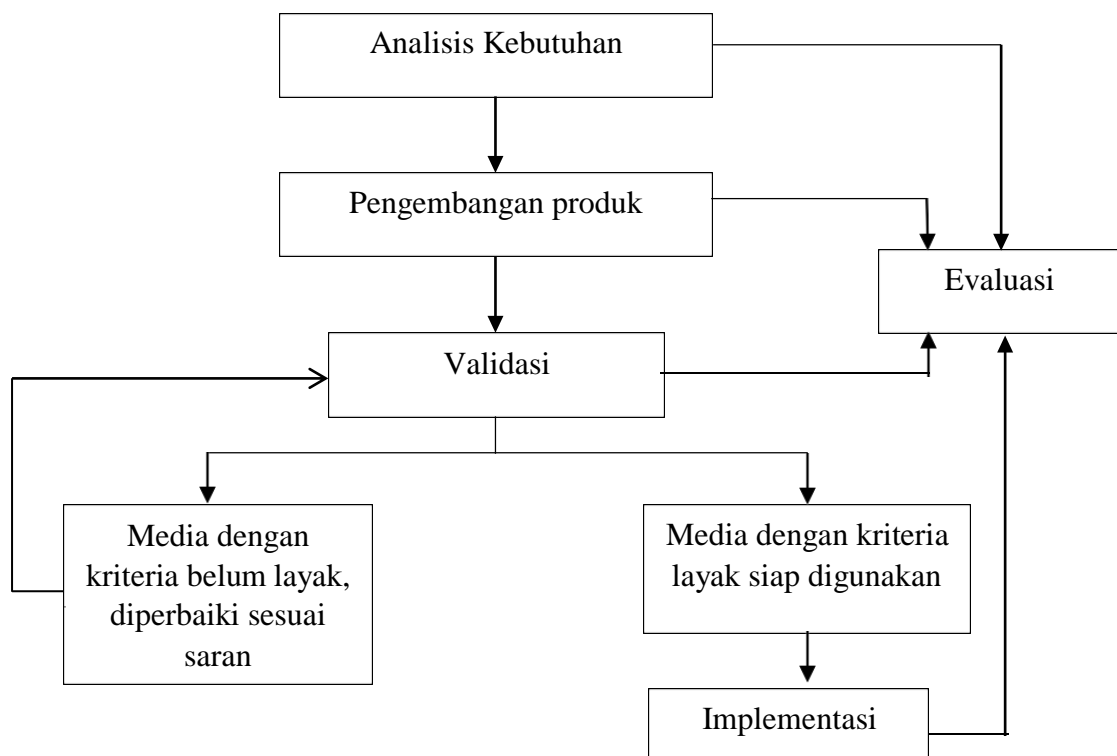 Analisis Kebutuhan
Pengembangan produk
Evaluasi
Validasi
Media dengan
kriteria belum layak,
diperbaiki sesuai
saran
Media dengan kriteria
layak siap digunakan
Implementasi